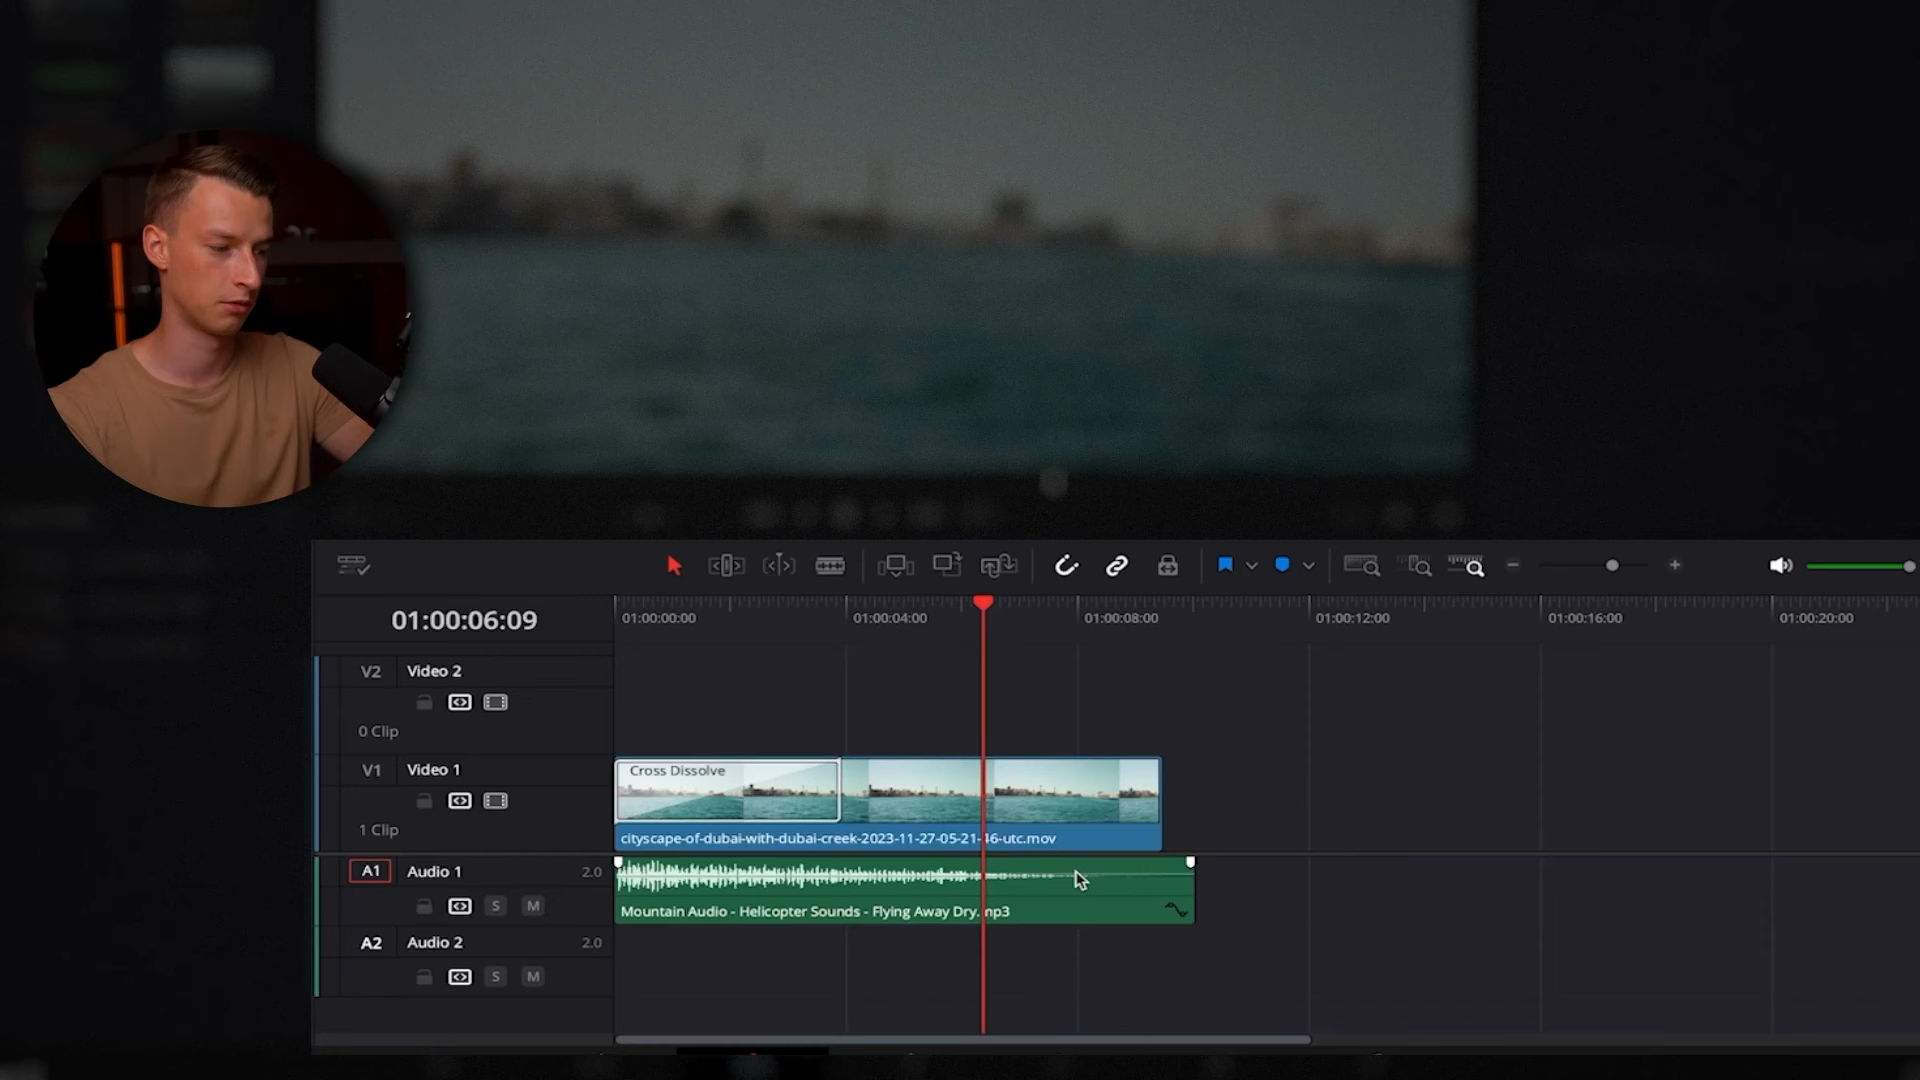 01:00:06:09
01:00:00:00 01:00:04:00 01:00:08:00 01:00:12:00 01:00:16:00 01:00:20:00
V2 Video 2
0 Clip
V1 Video 1
1 Clip
Cross Dissolve
cityscape-of-dubai-with-dubai-creek-2023-11-27-05-21-46-utc.mov
A1 Audio 1 2.0
S M
Mountain Audio - Helicopter Sounds - Flying Away Dry.mp3
A2 Audio 2 2.0
S M